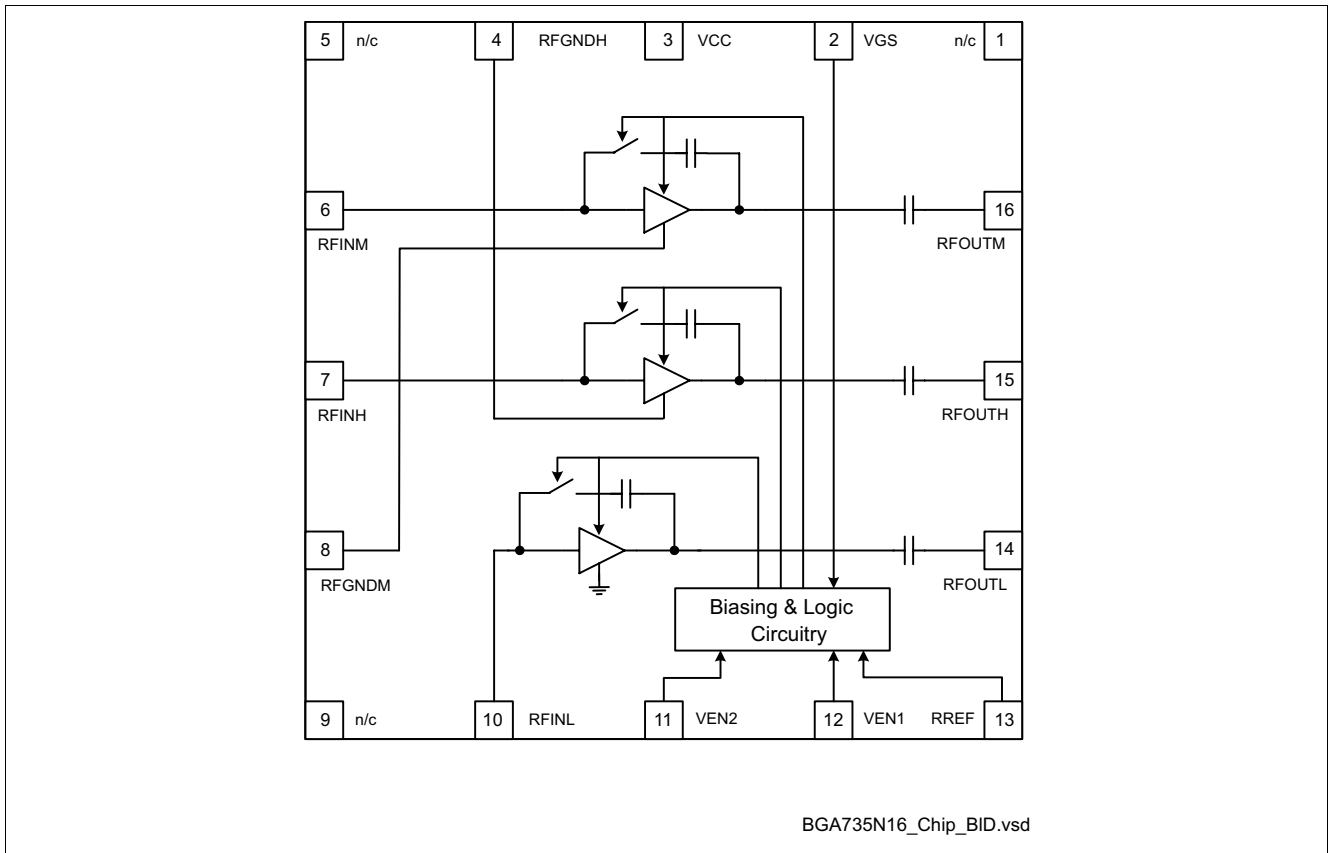 5 n/c 4 RFGNDH 3 VCC 2 VGS n/c 1
6 16
RFINM RFOUTM
7 15
RFINH RFOUTH
8 14
RFGNDM RFOUTL
Biasing & Logic
Circuitry
9 n/c 10 RFINL 11 VEN2 12 VEN1 RREF 13
BGA735N16_Chip_BID.vsd